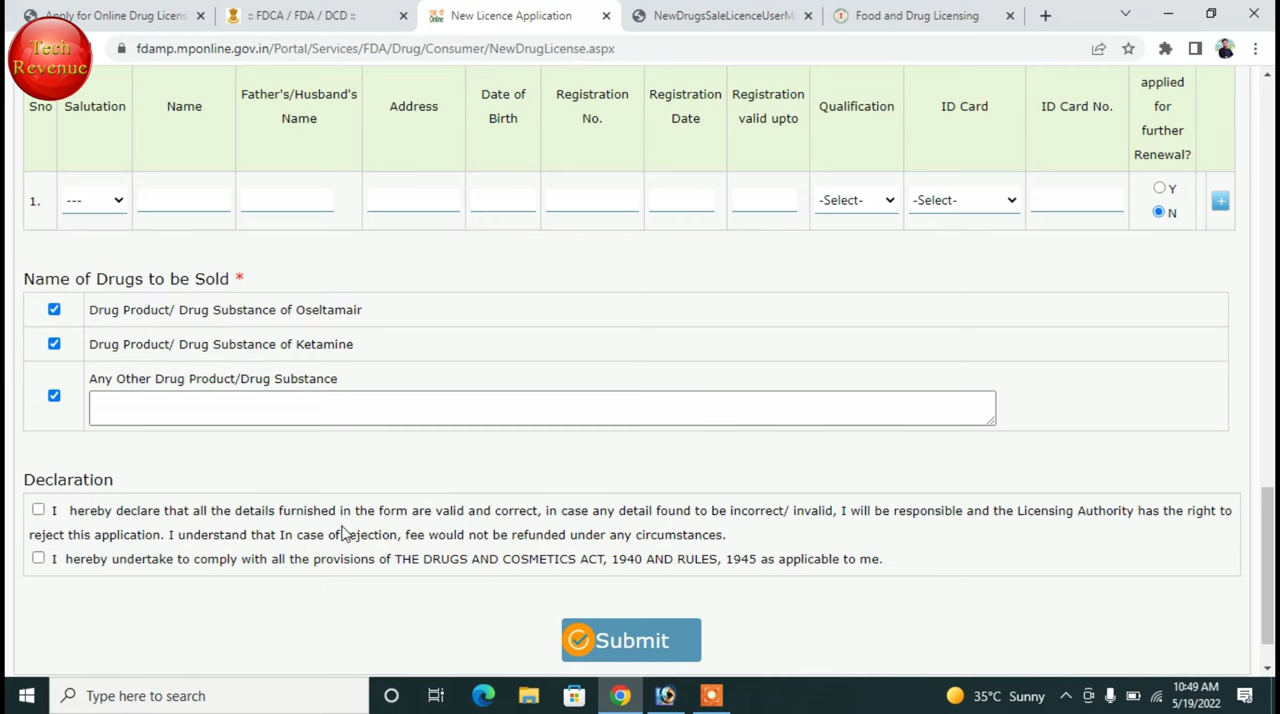 Apply for Online Drug Licens
:: FDCA / FDA / DCD ::
New Licence Application
NewDrugsSaleLicenceUserM
Food and Drug Licensing
Tech
Revenue
fdamp.mponline.gov.in/Portal/Services/FDA/Drug/Consumer/NewDrugLicense.aspx
Sno
Salutation
Name
Father's/Husband's
Name
Address
Date of
Birth
Registration
No.
Registration
Date
Registration
valid upto
Qualification
ID Card
ID Card No.
applied
for
further
Renewal?
1.
---
-Select-
-Select-
Y
N
Name of Drugs to be Sold *
Drug Product/ Drug Substance of Oseltamair
Drug Product/ Drug Substance of Ketamine
Any Other Drug Product/Drug Substance
Declaration
I hereby declare that all the details furnished in the form are valid and correct, in case any detail found to be incorrect/ invalid, I will be responsible and the Licensing Authority has the right to
reject this application. I understand that In case of rejection, fee would not be refunded under any circumstances.
I hereby undertake to comply with all the provisions of THE DRUGS AND COSMETICS ACT, 1940 AND RULES, 1945 as applicable to me.
Submit
Type here to search
35°C Sunny
10:49 AM
5/19/2022